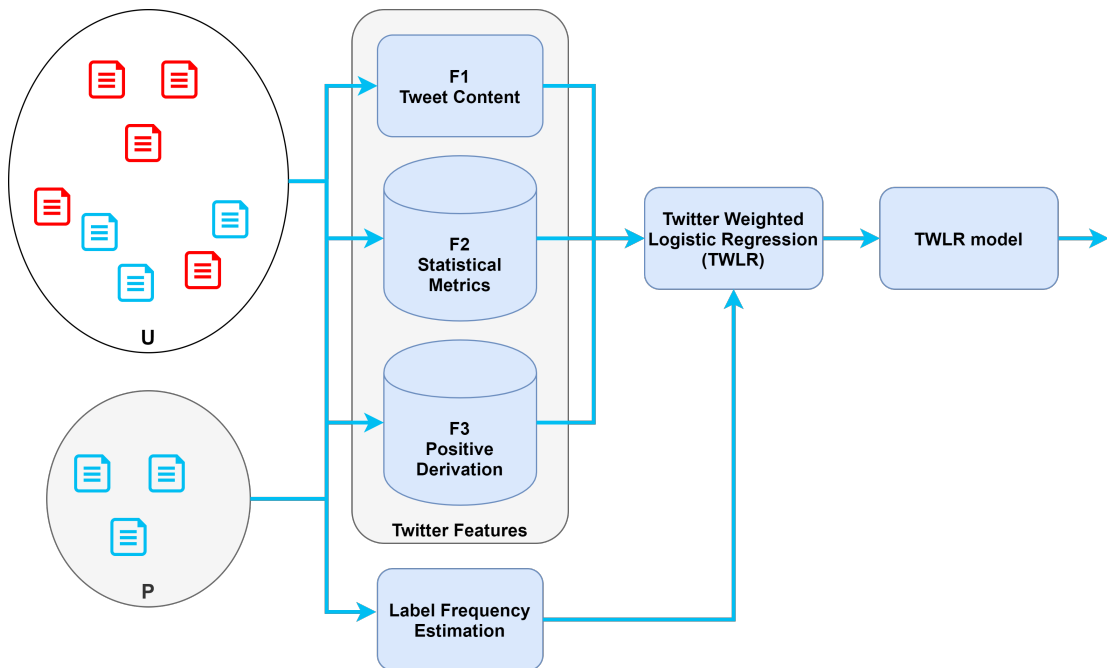 U
P
F1
Tweet Content
F2
Statistical
Metrics
F3
Positive
Derivation
Twitter Features
Label Frequency
Estimation
Twitter Weighted
Logistic Regression
(TWLR)
TWLR model